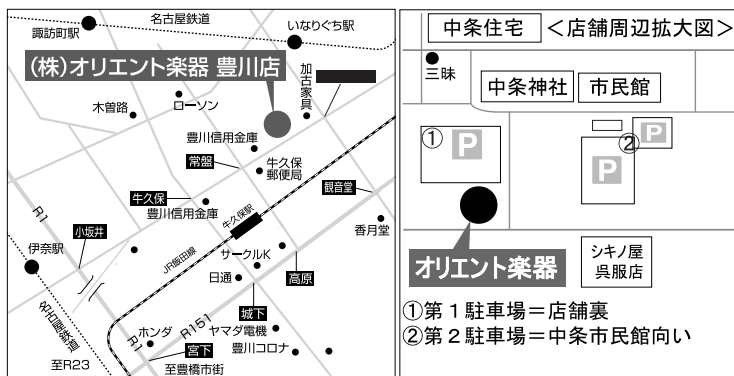 名古屋鉄道
諏訪町駅
いなりぐち駅
(株)オリエント楽器 豊川店
加古家具
木曽路
ローソン
豊川信用金庫
常盤
牛久保
郵便局
牛久保
豊川信用金庫
観音堂
R1
小坂井
牛久保駅
香月堂
伊奈駅
JR飯田線
サークルK
日通
高原
名古屋鉄道
城下
R151
R1
ホンダ
ヤマダ電機
宮下
豊川コロナ
至R23
至豊橋市街
中条住宅
<店舗周辺拡大図>
三昧
中条神社
市民館
①
P
②
P
P
オリエント楽器
シキノ屋
呉服店
①第1駐車場=店舗裏
②第2駐車場=中条市民館向い